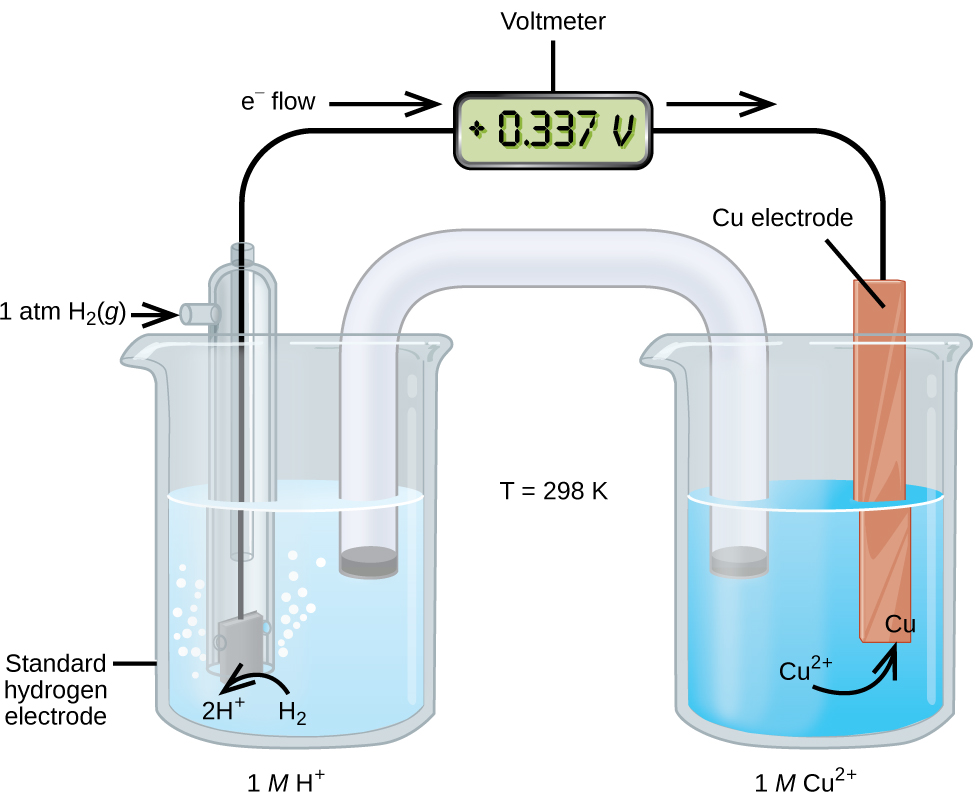 Voltmeter
e⁻ flow
+ 0.337 V
Cu electrode
1 atm H₂(g)
T = 298 K
Cu
Cu²⁺
Standard
hydrogen
electrode
2H⁺
H₂
1 M H⁺
1 M Cu²⁺